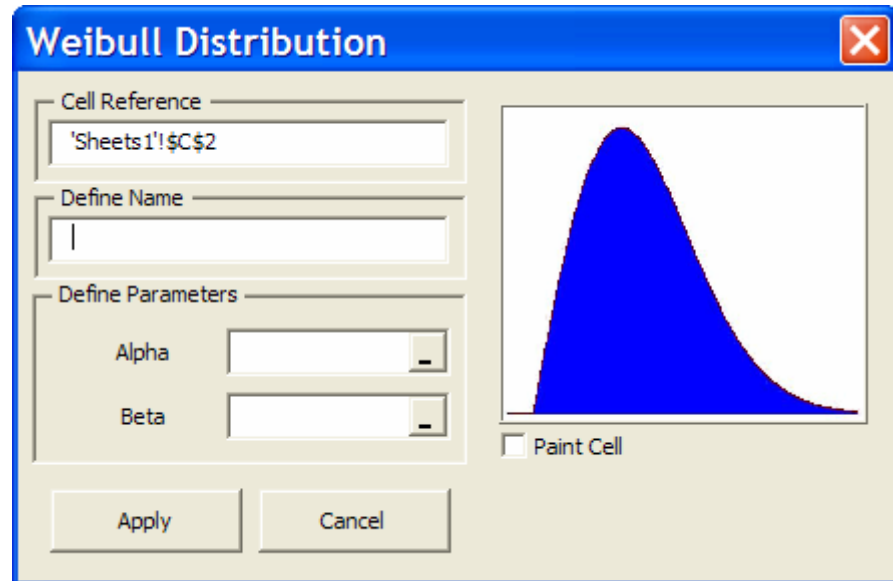 Weibull Distribution
Cell Reference
'Sheets1'!$C$2
Define Name
Define Parameters
Alpha
Beta
Paint Cell
Apply
Cancel